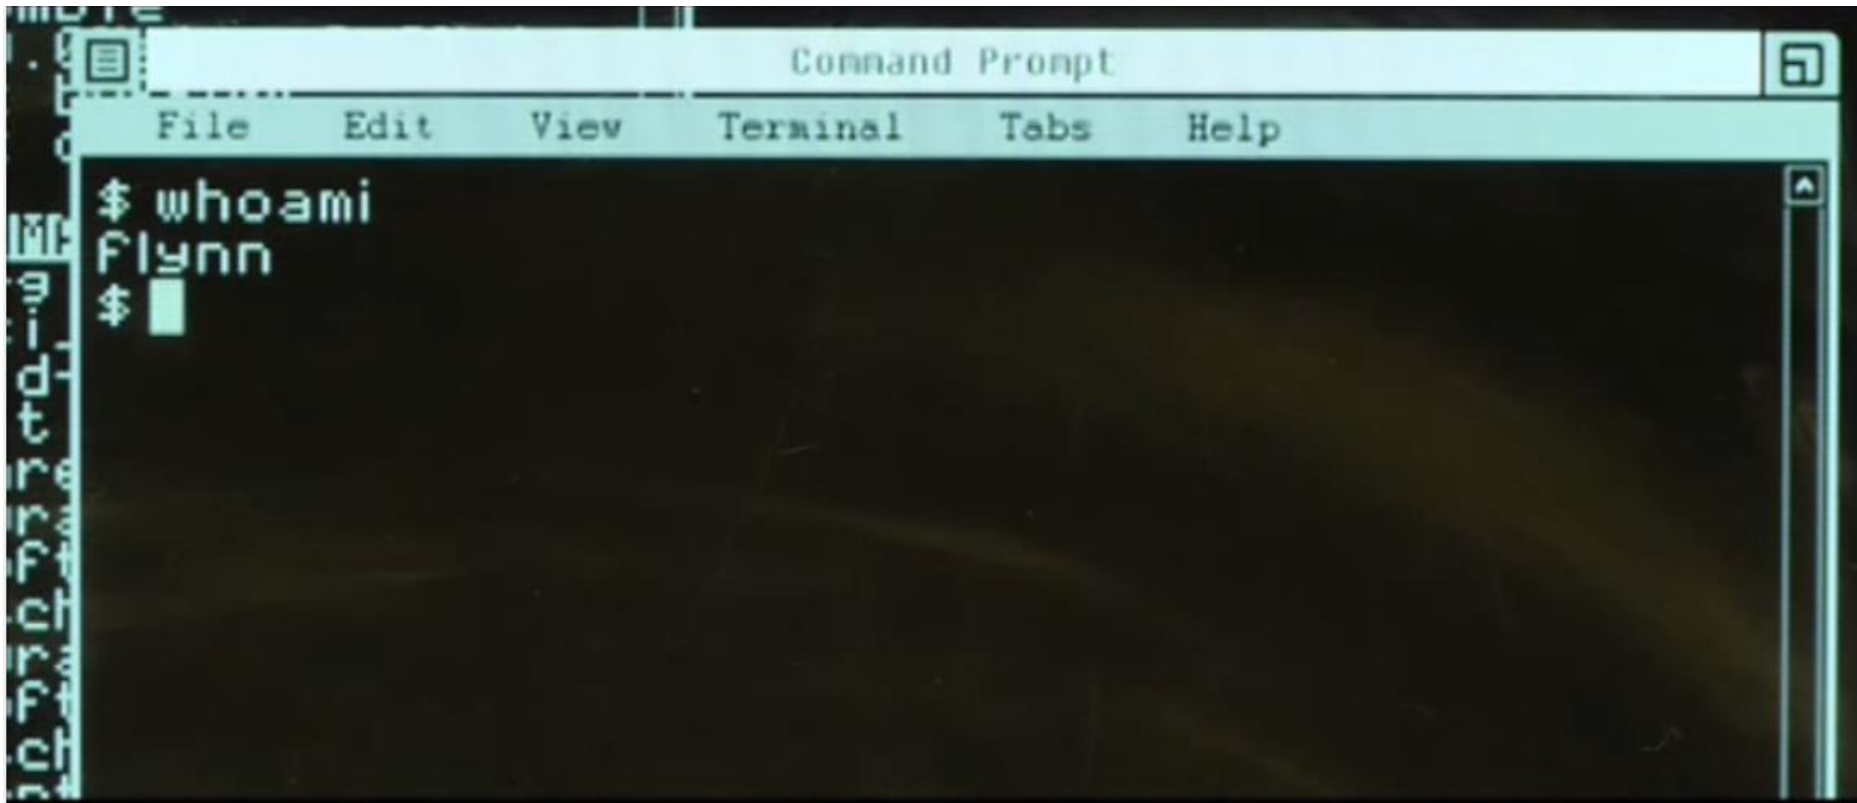 Command Prompt
File Edit View Terminal Tabs Help
$ whoami
flynn
$